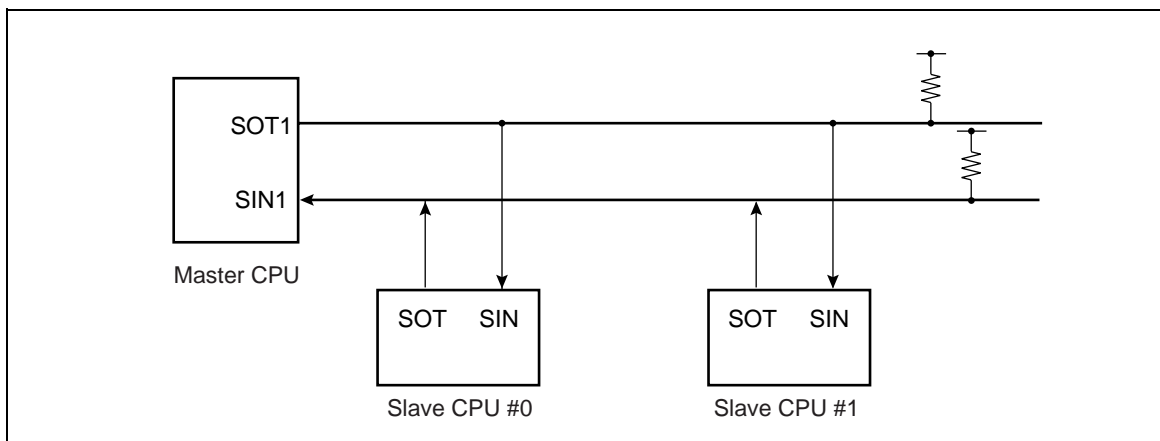 SOT1
SIN1
Master CPU
SOT SIN
Slave CPU #0
SOT SIN
Slave CPU #1